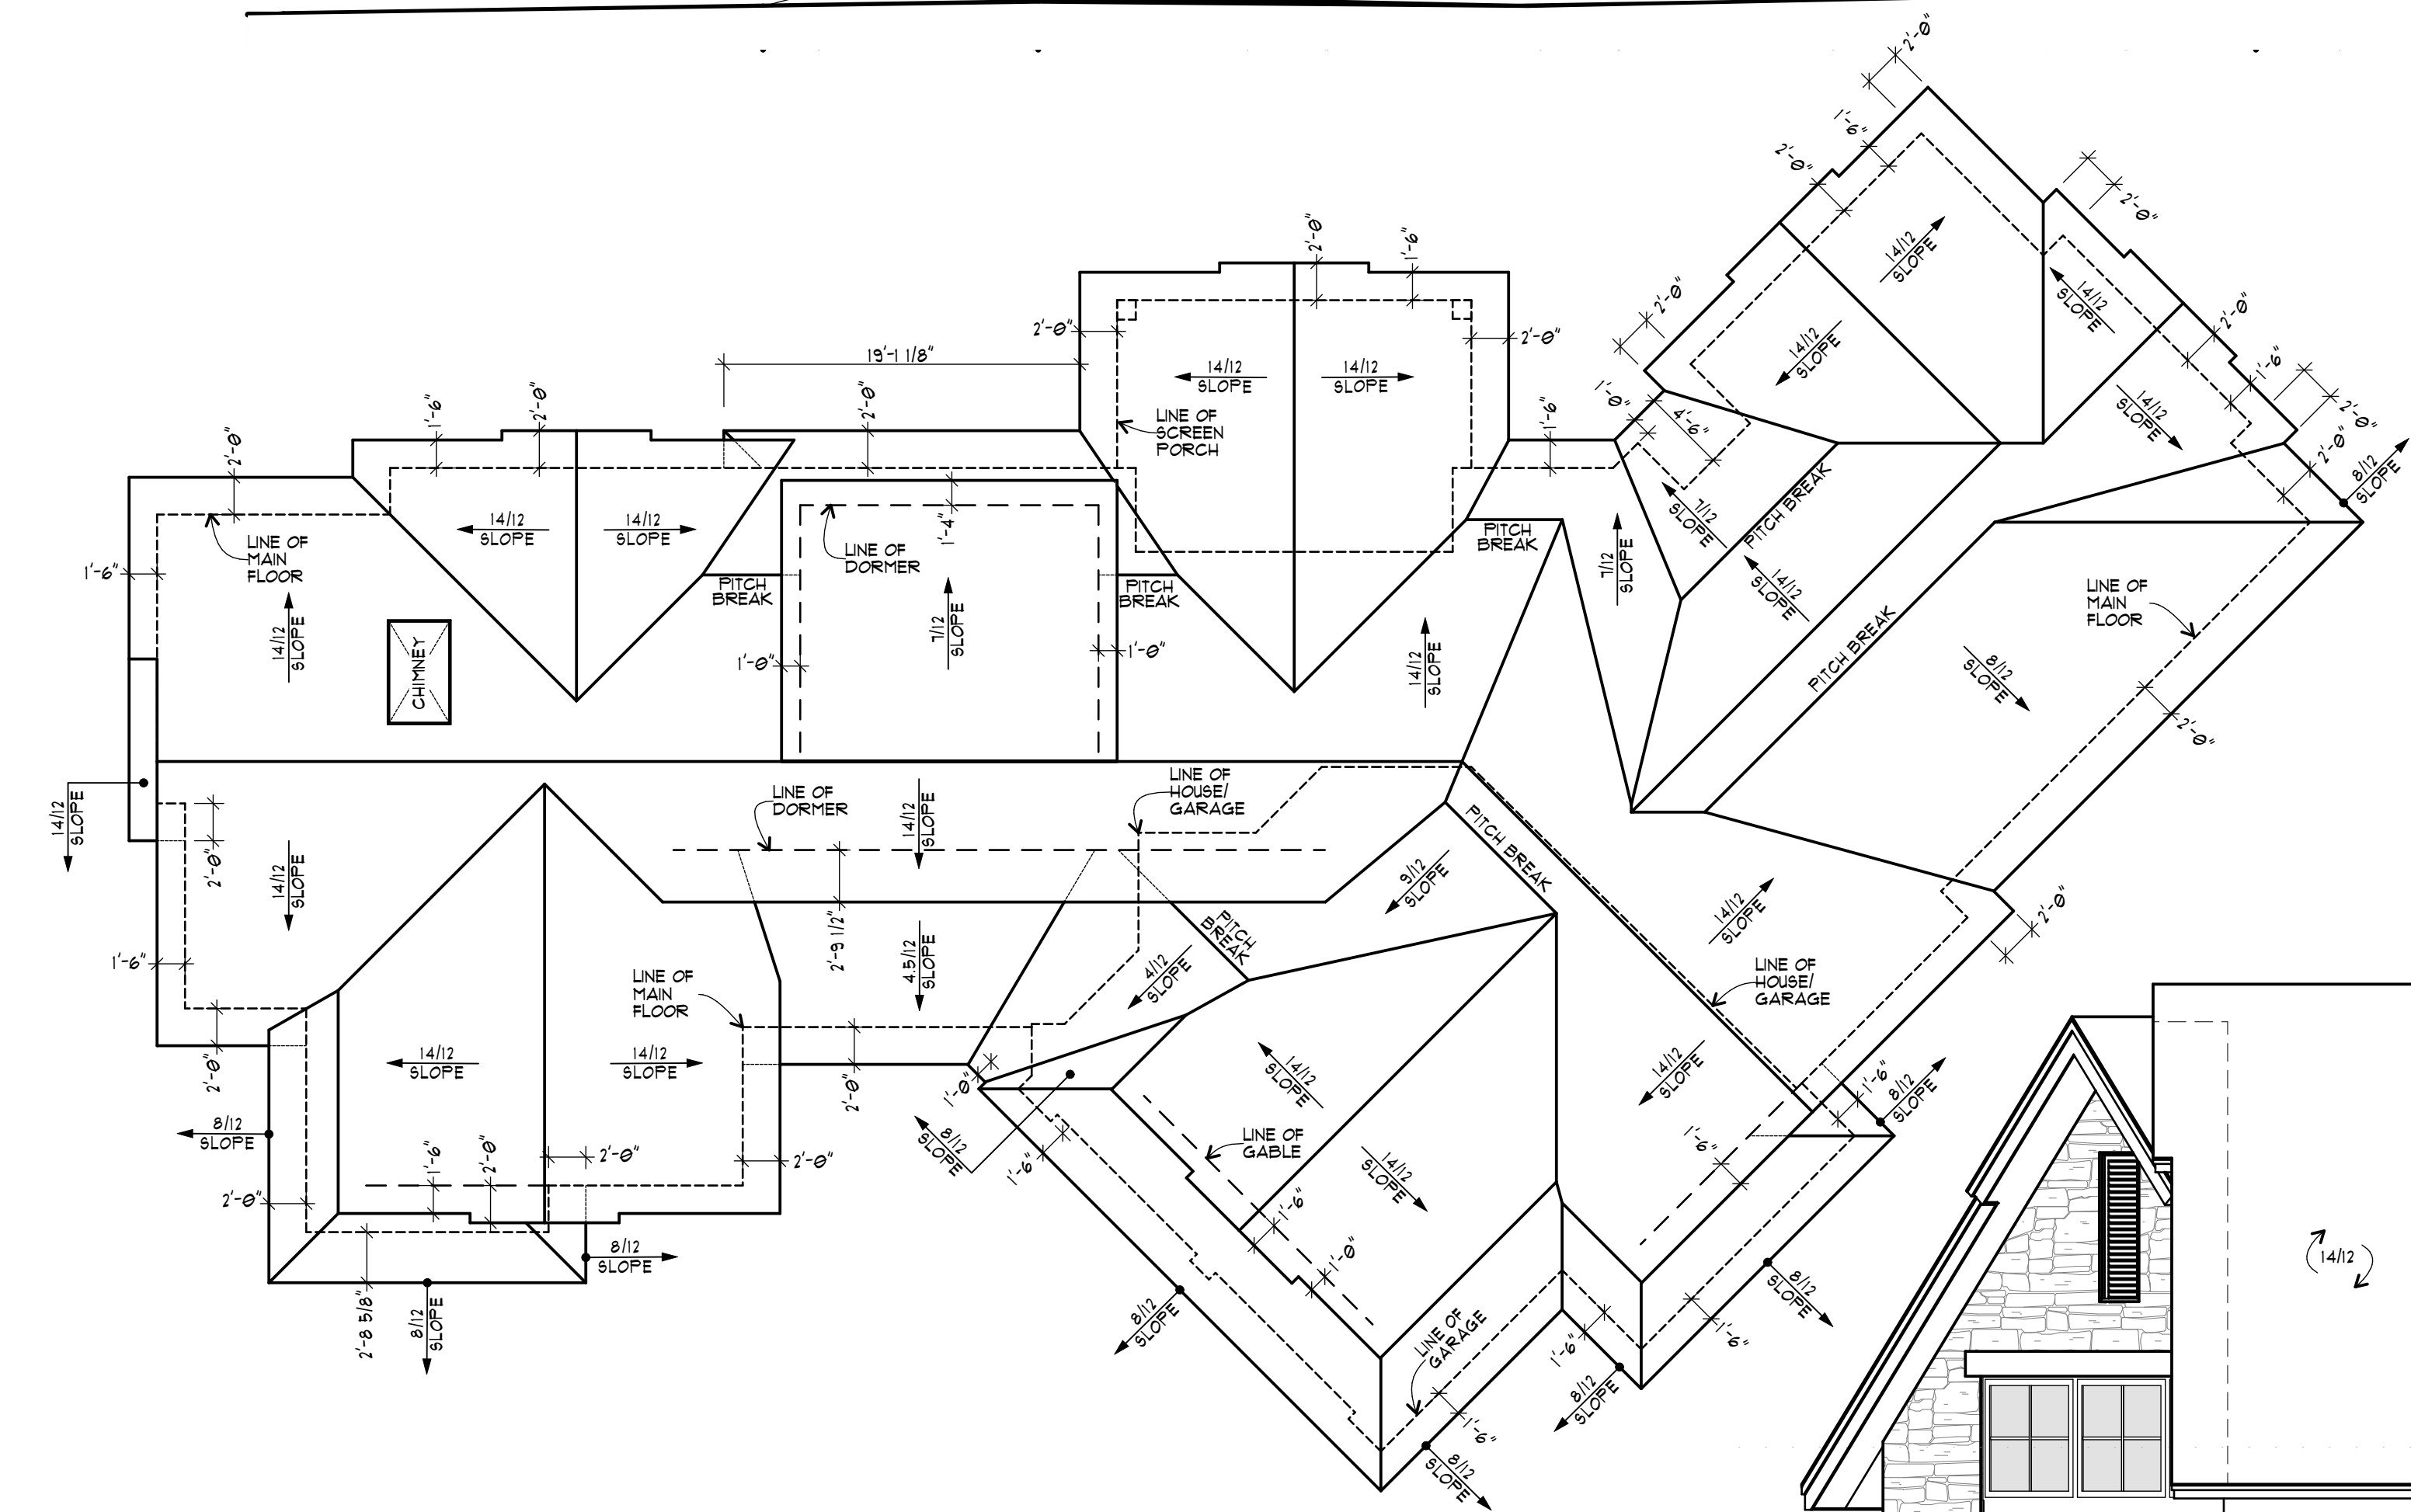 2'-0"
1'-6"
2'-0"
2'-0"
14/12
SLOPE
14/12
SLOPE
2'-0"
14/12
SLOPE
2'-0"
1'-6"
2'-0"
1'-6"
2'-0"
2'-0"
14/12
SLOPE
14/12
SLOPE
LINE OF
SCREEN
PORCH
19'-1 1/8"
2'-0"
1'-6"
1'-0"
4'-6"
14/12
SLOPE
2'-0"
1'-6"
2'-0"
2'-0"
8/12
SLOPE
2'-0"
1'-6"
2'-0"
LINE OF
MAIN
FLOOR
1'-6"
14/12
SLOPE
CHIMNEY
14/12
SLOPE
14/12
SLOPE
PITCH
BREAK
1'-4"
LINE OF
DORMER
7/12
SLOPE
1'-0"
1'-0"
PITCH
BREAK
PITCH
BREAK
14/12
SLOPE
7/12
SLOPE
7/12
SLOPE
PITCH BREAK
14/12
SLOPE
PITCH BREAK
8/12
SLOPE
LINE OF
MAIN
FLOOR
2'-0"
14/12
SLOPE
2'-0"
14/12
SLOPE
1'-6"
2'-0"
LINE OF
DORMER
14/12
SLOPE
LINE OF
HOUSE/
GARAGE
2'-9 1/2"
4.5/12
SLOPE
9/12
SLOPE
PITCH BREAK
PITCH
BREAK
4/12
SLOPE
14/12
SLOPE
2'-0"
LINE OF
HOUSE/
GARAGE
LINE OF
MAIN
FLOOR
14/12
SLOPE
14/12
SLOPE
2'-0"
1'-0"
8/12
SLOPE
1'-6"
14/12
SLOPE
LINE OF
GABLE
14/12
SLOPE
14/12
SLOPE
1'-6"
1'-6"
8/12
SLOPE
8/12
SLOPE
2'-0"
1'-6"
2'-0"
2'-0"
2'-0"
8/12
SLOPE
2'-8 5/8"
8/12
SLOPE
1'-6"
1'-0"
8/12
SLOPE
LINE OF
GARAGE
1'-6"
8/12
SLOPE
1'-6"
8/12
SLOPE
1'-6"
8/12
SLOPE
14/12